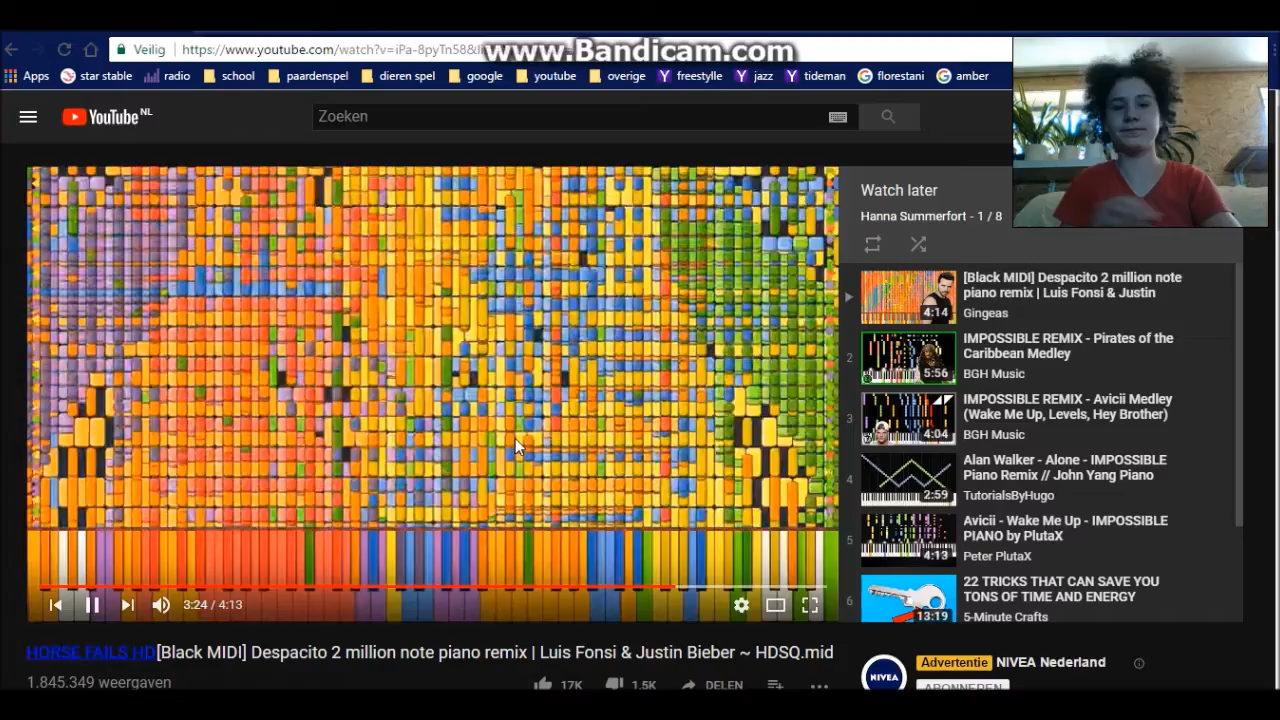 www.Bandicam.com
Veilig https://www.youtube.com/watch?v=iPa-8pyTn58&
Apps star stable radio school paardenspel dieren spel google youtube overige freestylle jazz tideman florestani amber
YouTube NL
Zoeken
Watch later
Hanna Summerfort - 1 / 8
[Black MIDI] Despacito 2 million note
piano remix | Luis Fonsi & Justin
Gingeas
4:14
2
IMPOSSIBLE REMIX - Pirates of the
Caribbean Medley
BGH Music
5:56
3
IMPOSSIBLE REMIX - Avicii Medley
(Wake Me Up, Levels, Hey Brother)
BGH Music
4:04
4
Alan Walker - Alone - IMPOSSIBLE
Piano Remix // John Yang Piano
TutorialsByHugo
2:59
5
Avicii - Wake Me Up - IMPOSSIBLE
PIANO by PlutaX
Peter PlutaX
4:13
6
22 TRICKS THAT CAN SAVE YOU
TONS OF TIME AND ENERGY
5-Minute Crafts
13:19
3:24 / 4:13
HORSE FAILS HD[Black MIDI] Despacito 2 million note piano remix | Luis Fonsi & Justin Bieber ~ HDSQ.mid
1.845.349 weergaven
17K 1.5K DELEN
NIVEA
Advertentie NIVEA Nederland
ABONNEREN